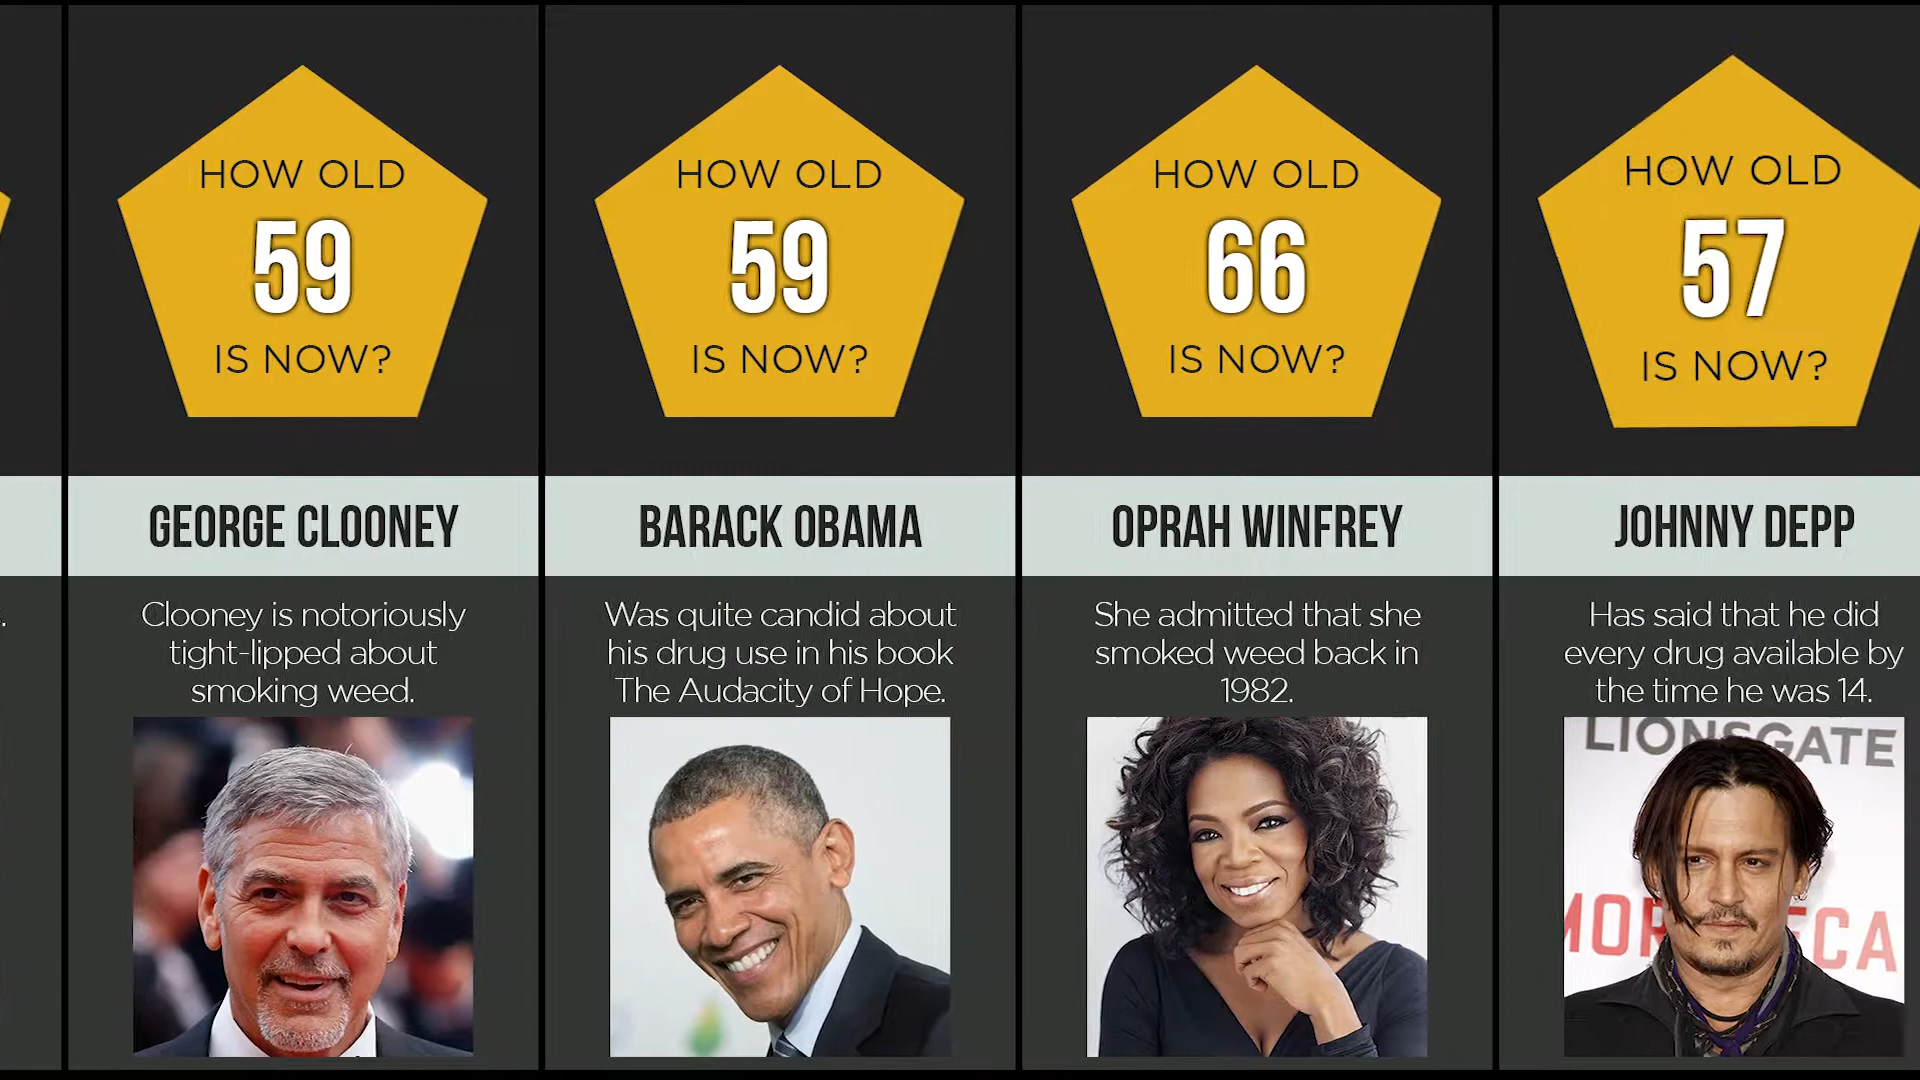 HOW OLD
59
IS NOW?
GEORGE CLOONEY
Clooney is notoriously
tight-lipped about
smoking weed.
HOW OLD
59
IS NOW?
BARACK OBAMA
Was quite candid about
his drug use in his book
The Audacity of Hope.
HOW OLD
66
IS NOW?
OPRAH WINFREY
She admitted that she
smoked weed back in
1982.
HOW OLD
57
IS NOW?
JOHNNY DEPP
Has said that he did
every drug available by
the time he was 14.
LIONSGATE